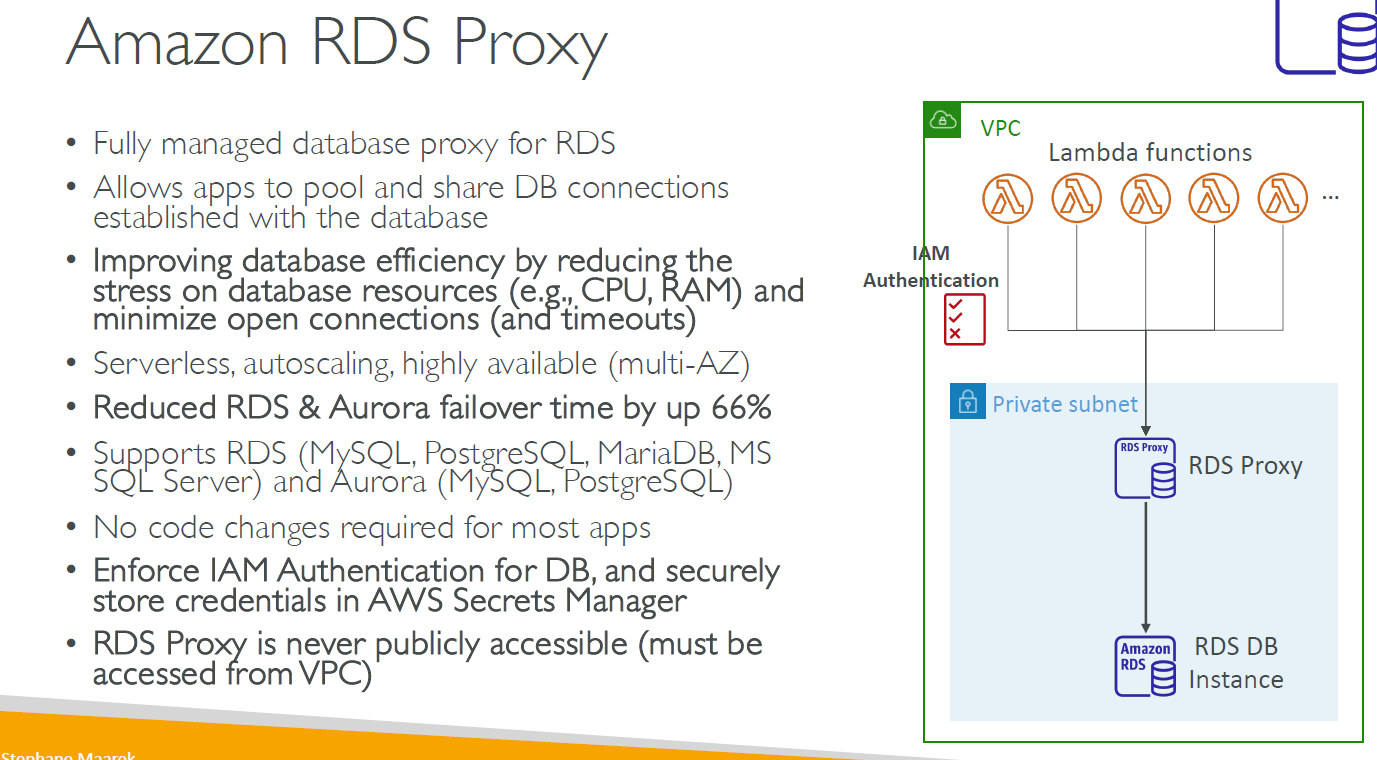 Amazon RDS Proxy
• Fully managed database proxy for RDS
• Allows apps to pool and share DB connections
established with the database
• Improving database efficiency by reducing the
stress on database resources (e.g., CPU, RAM) and
minimize open connections (and timeouts)
• Serverless, autoscaling, highly available (multi-AZ)
• Reduced RDS & Aurora failover time by up 66%
• Supports RDS (MySQL, PostgreSQL, MariaDB, MS
SQL Server) and Aurora (MySQL, PostgreSQL)
• No code changes required for most apps
• Enforce IAM Authentication for DB, and securely
store credentials in AWS Secrets Manager
• RDS Proxy is never publicly accessible (must be
accessed from VPC)
VPC
Lambda functions
...
IAM
Authentication
Private subnet
RDS Proxy
RDS Proxy
Amazon
RDS
RDS DB
Instance
Stephane Maarek